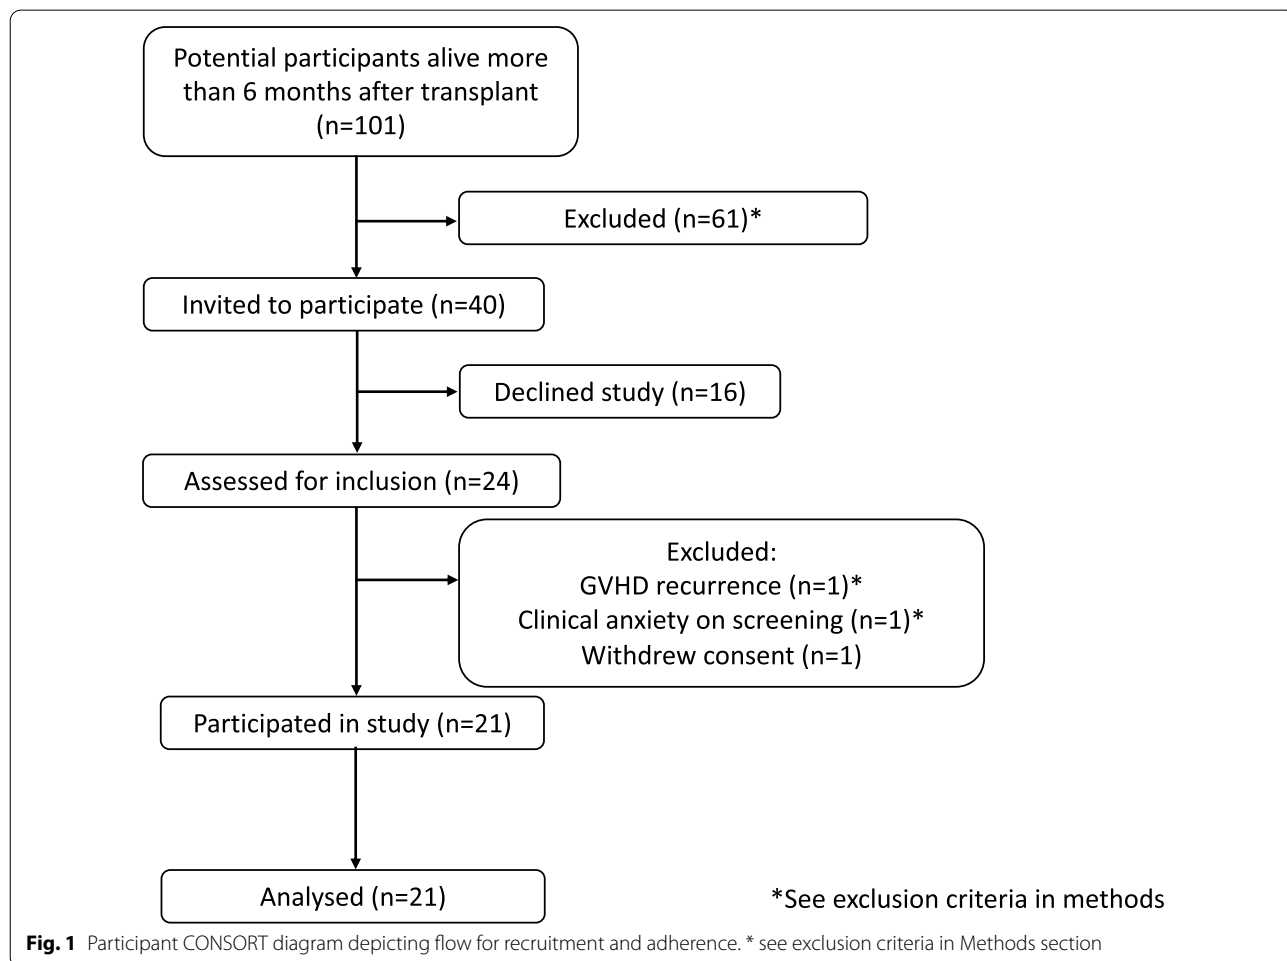 Potential participants alive more
than 6 months after transplant
(n=101)
Excluded (n=61)*
Invited to participate (n=40)
Declined study (n=16)
Assessed for inclusion (n=24)
Excluded:
GVHD recurrence (n=1)*
Clinical anxiety on screening (n=1)*
Withdrew consent (n=1)
Participated in study (n=21)
Analysed (n=21)
*See exclusion criteria in methods
Fig. 1 Participant CONSORT diagram depicting flow for recruitment and adherence. * see exclusion criteria in Methods section